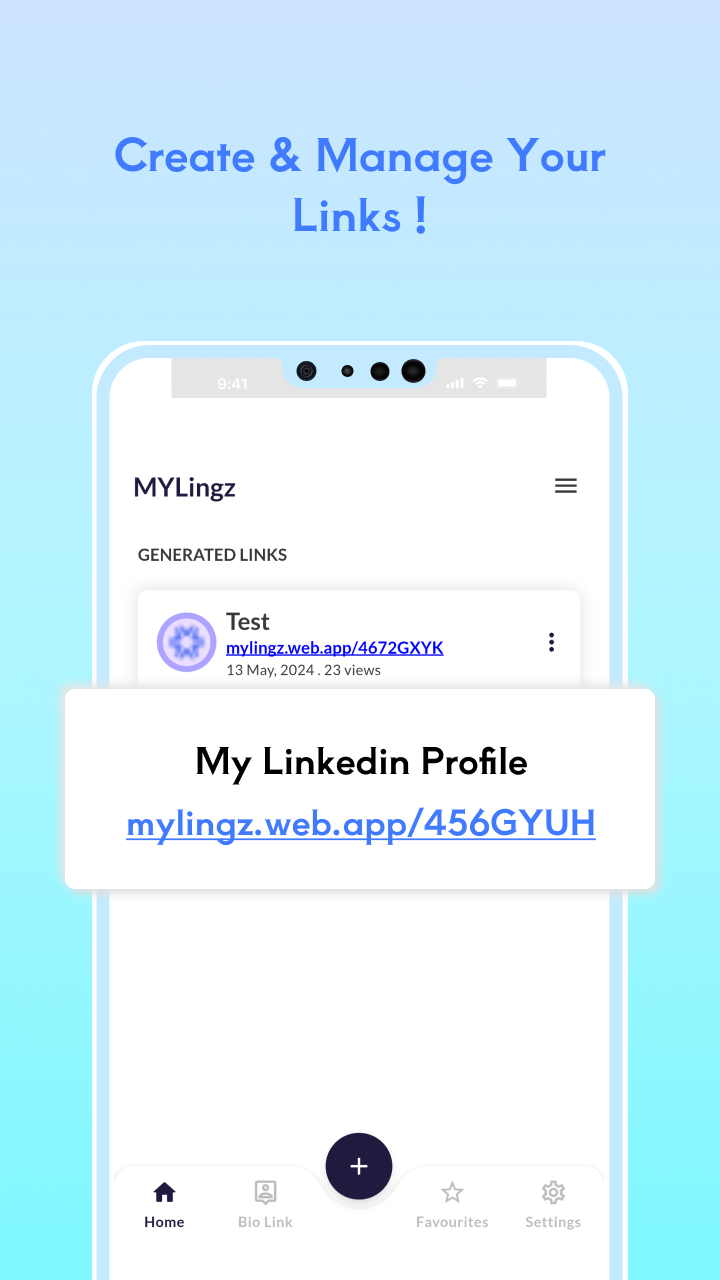 Create & Manage Your
Links !
9:41
MYLingz
GENERATED LINKS
Test
mylingz.web.app/4672GXYK
13 May, 2024 . 23 views
My Linkedin Profile
mylingz.web.app/456GYUH
+
Home
Bio Link
Favourites
Settings